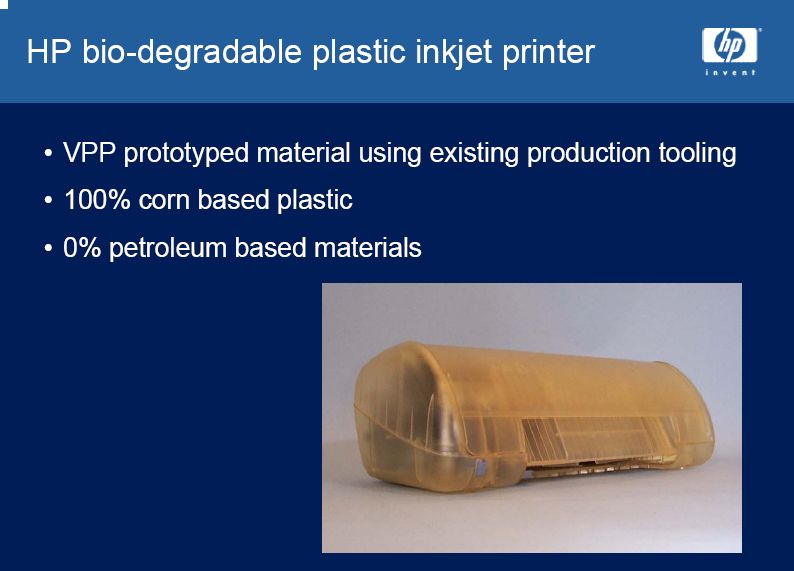 HP bio-degradable plastic inkjet printer
hp
invent
• VPP prototyped material using existing production tooling
• 100% corn based plastic
• 0% petroleum based materials